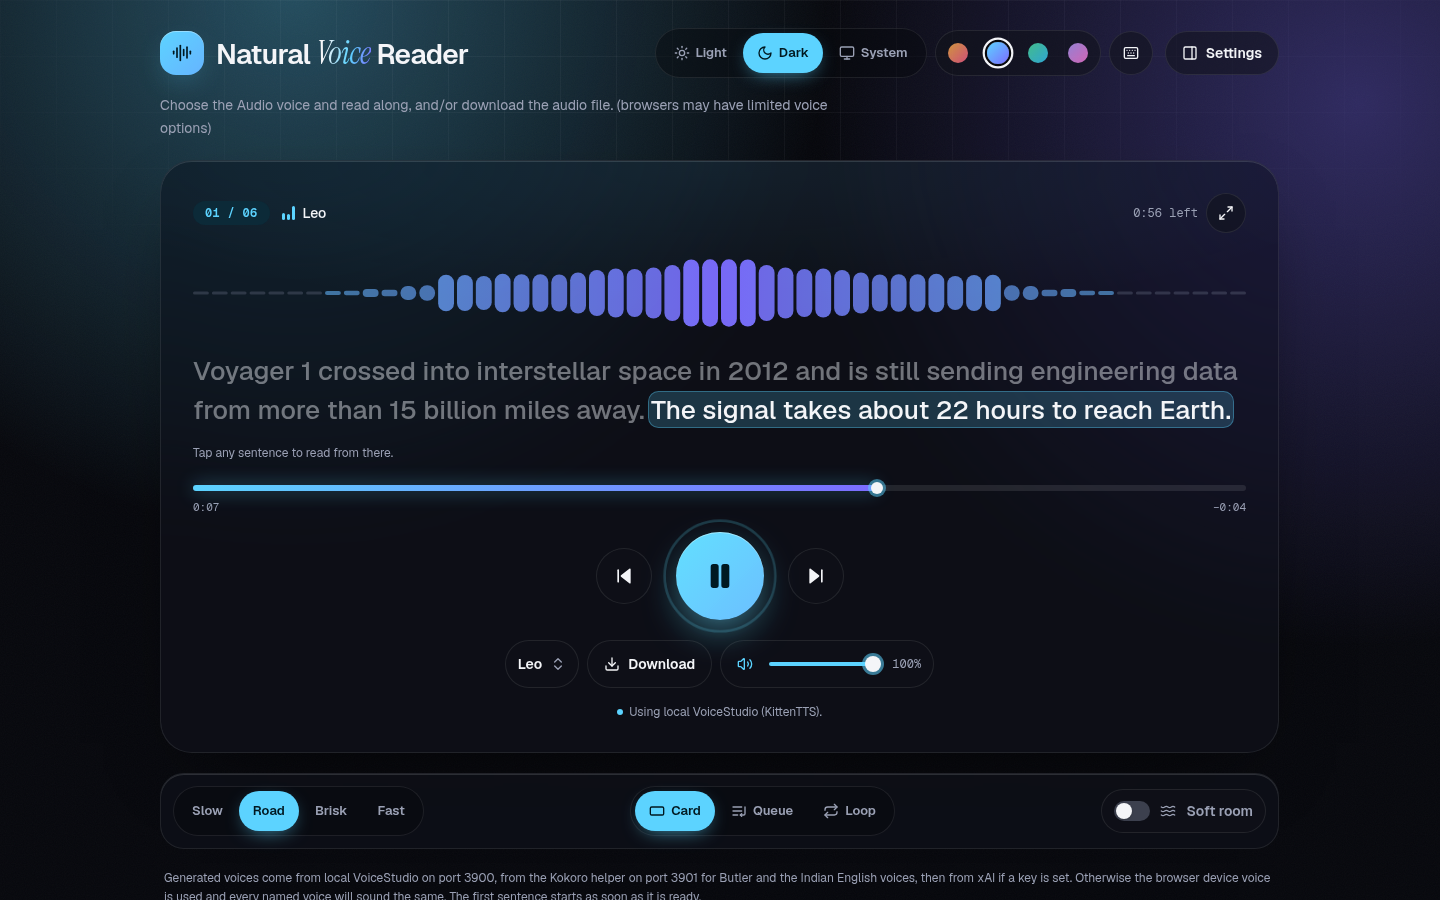 Natural Voice Reader
Light
Dark
System
Settings
Choose the Audio voice and read along, and/or download the audio file. (browsers may have limited voice
options)
01 / 06
Leo
0:56 left
Voyager 1 crossed into interstellar space in 2012 and is still sending engineering data
from more than 15 billion miles away. The signal takes about 22 hours to reach Earth.
Tap any sentence to read from there.
0:07
−0:04
Leo
Download
100%
Using local VoiceStudio (KittenTTS).
Slow
Road
Brisk
Fast
Card
Queue
Loop
Soft room
Generated voices come from local VoiceStudio on port 3900, from the Kokoro helper on port 3901 for Butler and the Indian English voices, then from xAI if a key is set. Otherwise the browser device voice
is used and every named voice will sound the same. The first sentence starts as soon as it is ready.